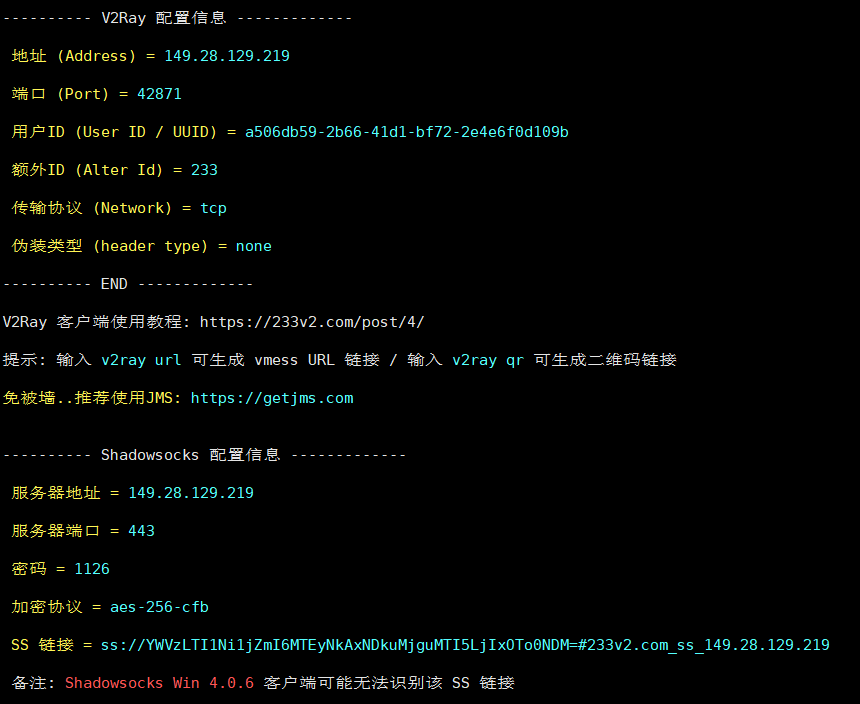 ---------- V2Ray 配置信息 -------------
地址 (Address) = 149.28.129.219
端口 (Port) = 42871
用户ID (User ID / UUID) = a506db59-2b66-41d1-bf72-2e4e6f0d109b
额外ID (Alter Id) = 233
传输协议 (Network) = tcp
伪装类型 (header type) = none
---------- END -------------
V2Ray 客户端使用教程: https://233v2.com/post/4/
提示: 输入 v2ray url 可生成 vmess URL 链接 / 输入 v2ray qr 可生成二维码链接
免被墙..推荐使用JMS: https://getjms.com
---------- Shadowsocks 配置信息 -------------
服务器地址 = 149.28.129.219
服务器端口 = 443
密码 = 1126
加密协议 = aes-256-cfb
SS 链接 = ss://YWVzLTI1Ni1jZmI6MTEyNkAxNDkuMjguMTI5LjIxOTo0NDM=#233v2.com_ss_149.28.129.219
备注: Shadowsocks Win 4.0.6 客户端可能无法识别该 SS 链接